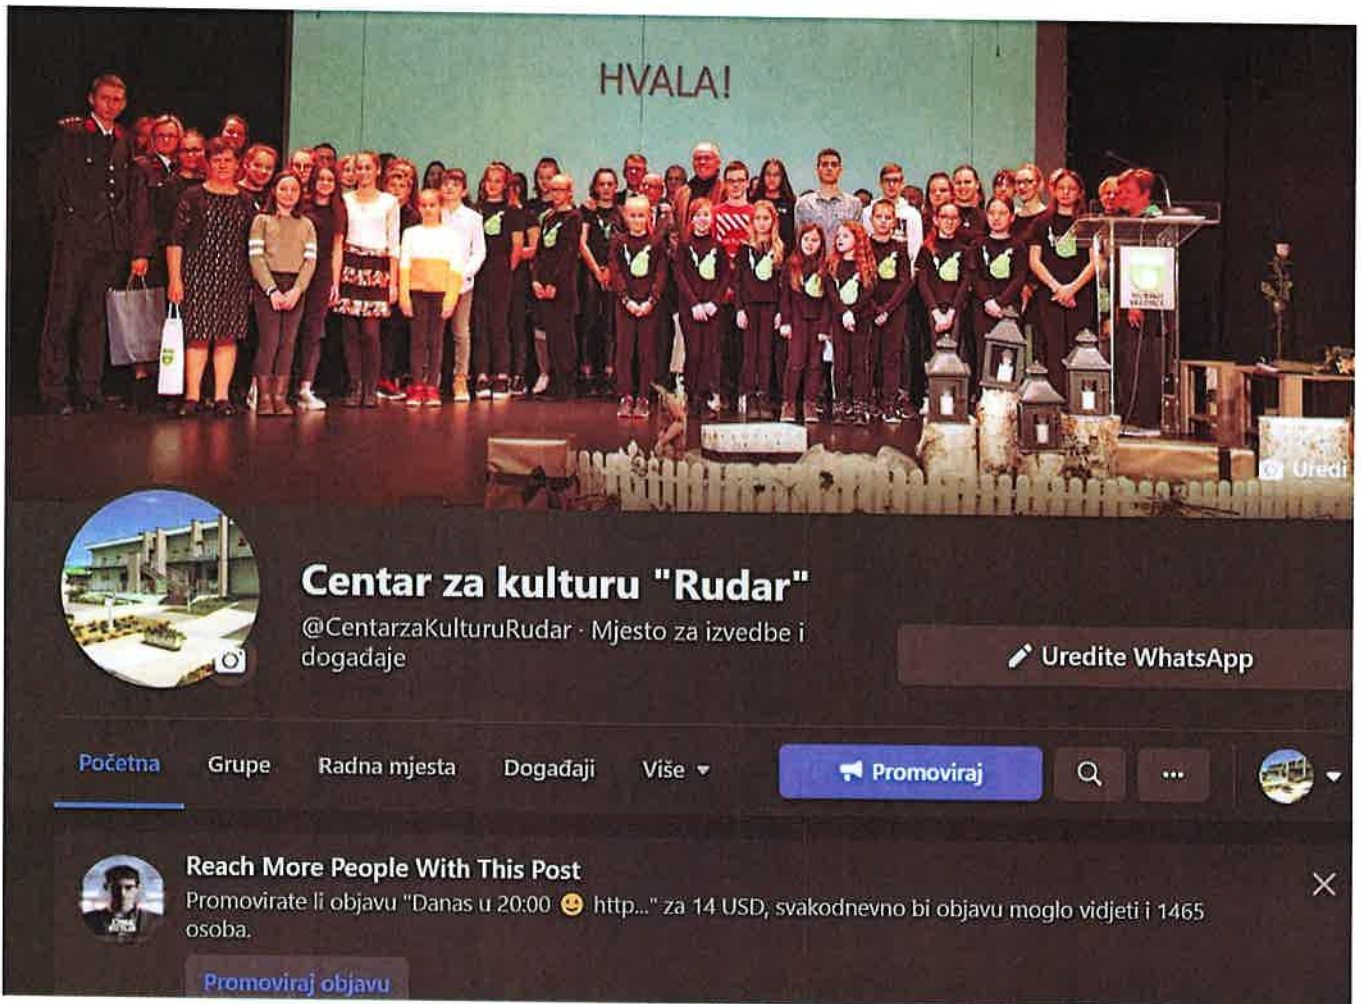 HVALA!
Uredi
Centar za kulturu "Rudar"
@CentarzaKulturuRudar · Mjesto za izvedbe i
događaje
Uredite WhatsApp
Početna
Grupe
Radna mjesta
Događaji
Više
Promoviraj
Reach More People With This Post
Promovirate li objavu "Danas u 20:00 😃 http..." za 14 USD, svakodnevno bi objavu moglo vidjeti i 1465
osoba.
Promoviraj objavu